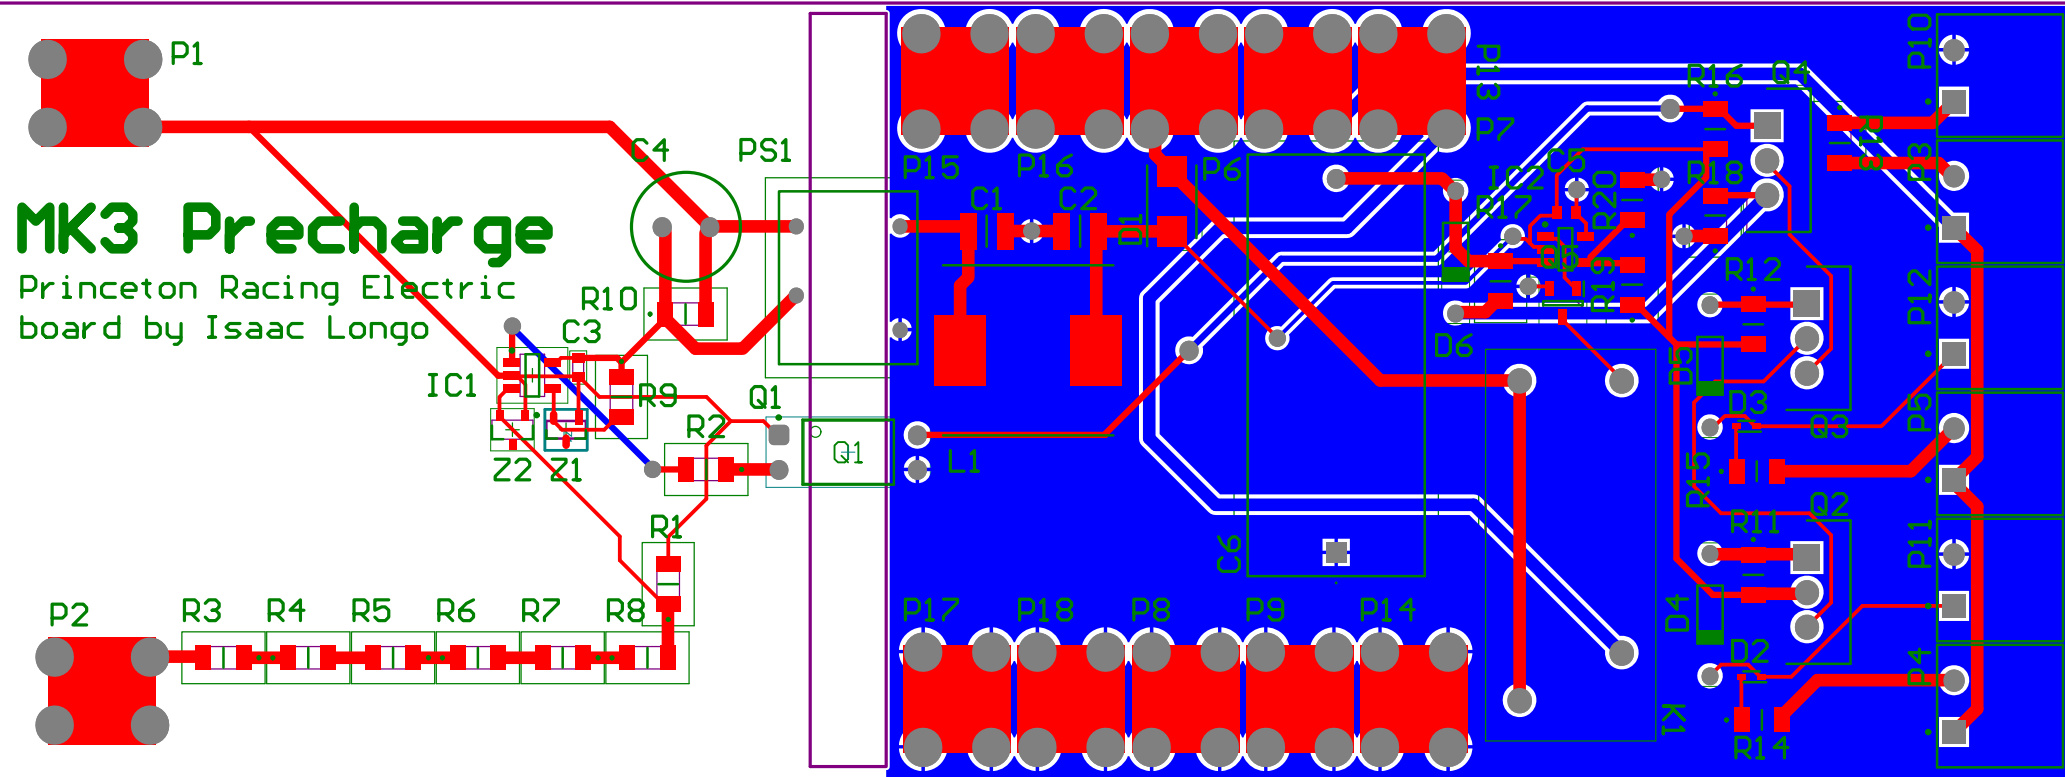 P1
C4
PS1
MK3 Precharge
Princeton Racing Electric
board by Isaac Longo
R10
C3
IC1
R9
Q1
R2
Z2
Z1
Q1
R1
P2
R3
R4
R5
R6
R7
R8
P13
P7
P15
P16
P6
C1
C2
D1
IC2
C5
R17
R20
R16
Q4
R18
R19
D6
L1
C6
K1
P17
P18
P8
P9
P14
R12
D5
D3
Q3
R15
Q2
R11
D4
D2
R14
P10
P3
P12
P5
P11
P4